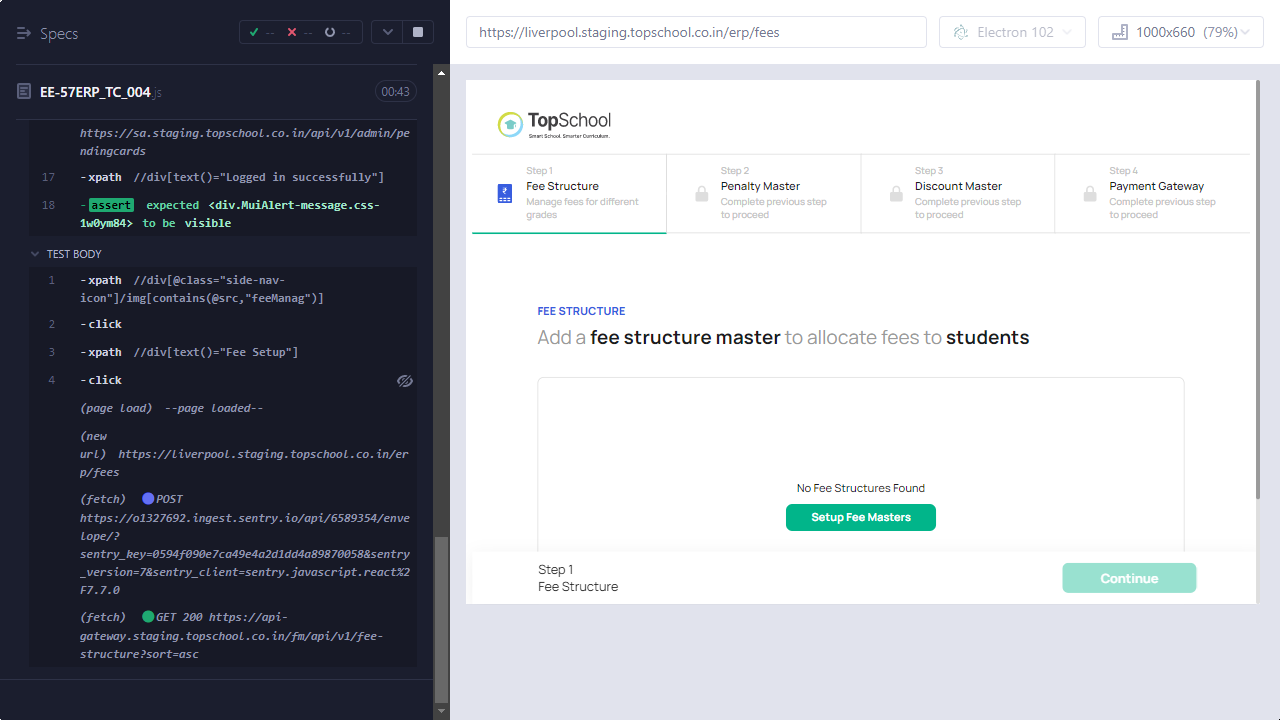 Specs
--
--
--
EE-57ERP_TC_004.js
00:43
https://sa.staging.topschool.co.in/api/v1/admin/pe
ndingcards
17 -xpath //div[text()="Logged in successfully"]
18 -assert expected <div.MuiAlert-message.css-
1w0ym84> to be visible
TEST BODY
1 -xpath //div[@class="side-nav-
icon"]/img[contains(@src,"feeManag")]
2 -click
3 -xpath //div[text()="Fee Setup"]
4 -click
(page load) --page loaded--
(new
url) https://liverpool.staging.topschool.co.in/er
p/fees
(fetch) POST
https://o1327692.ingest.sentry.io/api/6589354/enve
lope/?
sentry_key=0594f090e7ca49e4a2d1dd4a89870058&sentry
_version=7&sentry_client=sentry.javascript.react%2
F7.7.0
(fetch) GET 200 https://api-
gateway.staging.topschool.co.in/fm/api/v1/fee-
structure?sort=asc
https://liverpool.staging.topschool.co.in/erp/fees
Electron 102
1000x660 (79%)
TopSchool
Smart School. Smarter Curriculum.
Step 1
Fee Structure
Manage fees for different
grades
Step 2
Penalty Master
Complete previous step
to proceed
Step 3
Discount Master
Complete previous step
to proceed
Step 4
Payment Gateway
Complete previous step
to proceed
FEE STRUCTURE
Add a fee structure master to allocate fees to students
No Fee Structures Found
Setup Fee Masters
Step 1
Fee Structure
Continue